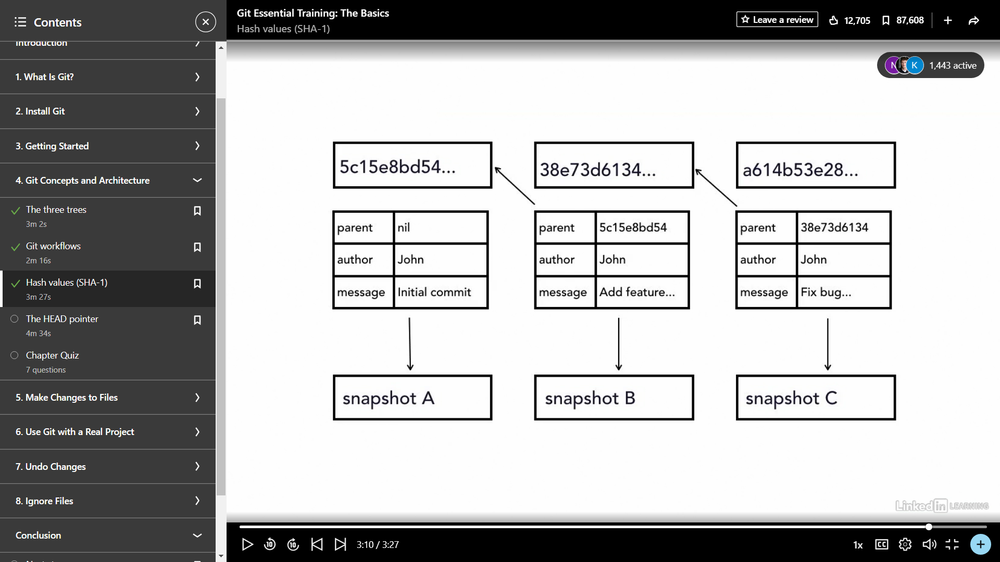 Contents
Introduction
1. What Is Git?
2. Install Git
3. Getting Started
4. Git Concepts and Architecture
The three trees
3m 2s
Git workflows
2m 16s
Hash values (SHA-1)
3m 27s
The HEAD pointer
4m 34s
Chapter Quiz
7 questions
5. Make Changes to Files
6. Use Git with a Real Project
7. Undo Changes
8. Ignore Files
Conclusion
Git Essential Training: The Basics
Hash values (SHA-1)
Leave a review
12,705
87,608
N K 1,443 active
5c15e8bd54... 38e73d6134... a614b53e28...
parent nil parent 5c15e8bd54 parent 38e73d6134
author John author John author John
message Initial commit message Add feature... message Fix bug...
snapshot A snapshot B snapshot C
Linked in LEARNING
10 10 3:10 / 3:27 1x CC